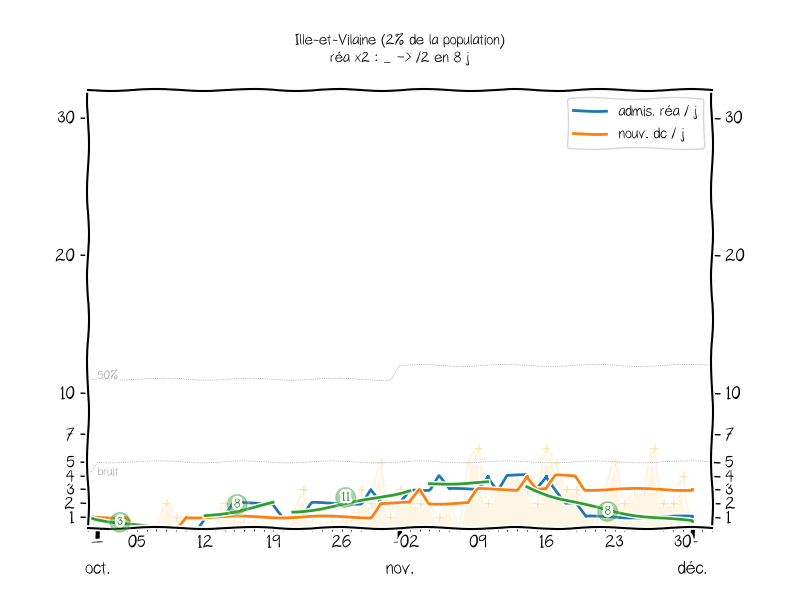 Ille-et-Vilaine (2% de la population)
réa x2 : _ -> /2 en 8 j
admis. réa / j
nouv. dc / j
30 30
20 20
50%
10 10
7 7
bruit
5 5
4 4
3 3
2 2
1 1
3 8 11 8
05 12 19 26 02 09 16 23 30
oct. nov. déc.